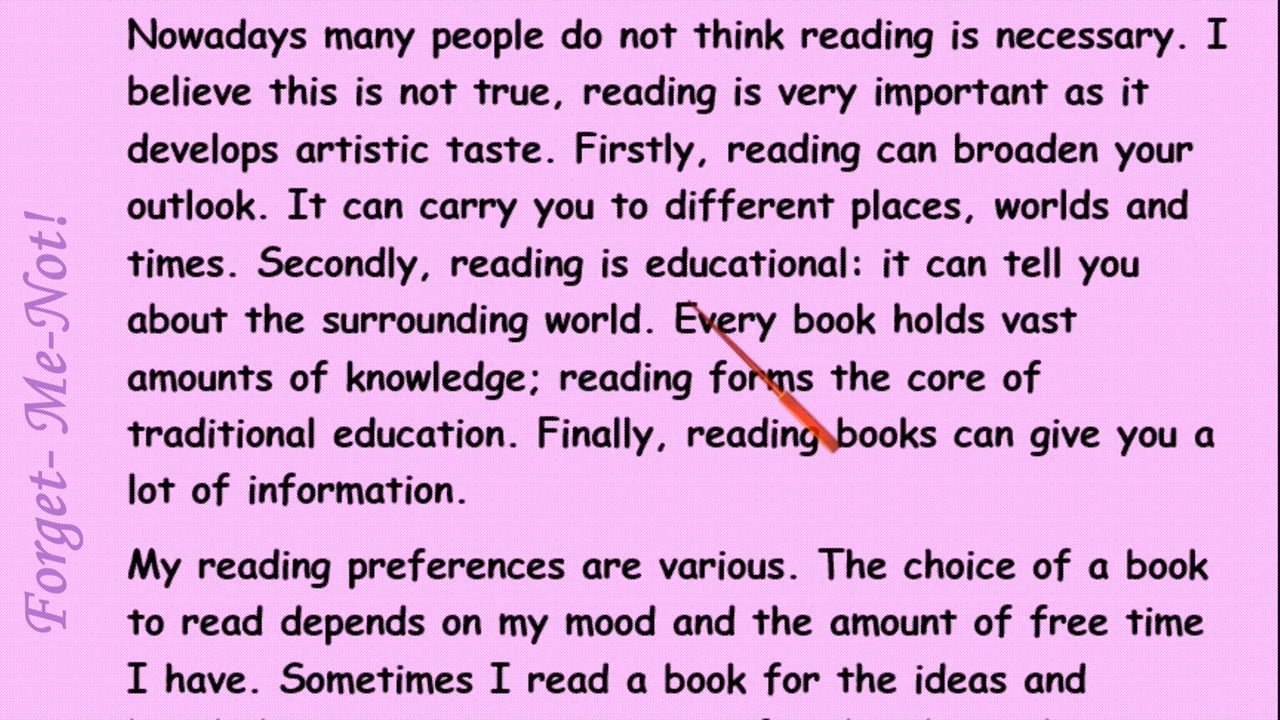 Nowadays many people do not think reading is necessary. I
believe this is not true, reading is very important as it
develops artistic taste. Firstly, reading can broaden your
outlook. It can carry you to different places, worlds and
times. Secondly, reading is educational: it can tell you
about the surrounding world. Every book holds vast
amounts of knowledge; reading forms the core of
traditional education. Finally, reading books can give you a
lot of information.
My reading preferences are various. The choice of a book
to read depends on my mood and the amount of free time
I have. Sometimes I read a book for the ideas and
Forget- Me-Not!